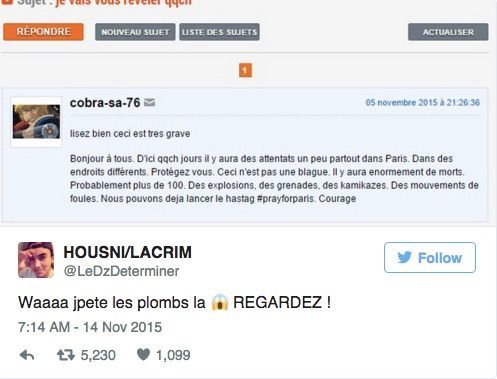 Sujet : je vais vous révéler qqch
RÉPONDRE
NOUVEAU SUJET
LISTE DES SUJETS
ACTUALISER
1
cobra-sa-76
05 novembre 2015 à 21:26:36
lisez bien ceci est tres grave
Bonjour á tous. D'ici qqch jours il y aura des attentats un peu partout dans Paris. Dans des
endroits différents. Protégez vous. Ceci n'est pas une blague. Il y aura enormement de morts.
Probablement plus de 100. Des explosions, des grenades, des kamikazes. Des mouvements de
foules. Nous pouvons deja lancer le hastag #prayforparis. Courage
HOUSNI/LACRIM
@LeDzDeterminer
Follow
Waaaa jpete les plombs la 😱 REGARDEZ !
7:14 AM - 14 Nov 2015
5,230
1,099